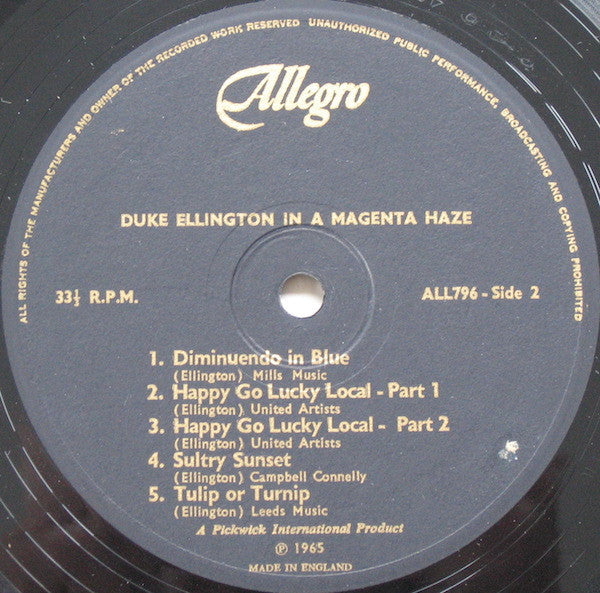 ALL RIGHTS OF THE MANUFACTURERS AND OWNER OF THE RECORDED WORK RESERVED UNAUTHORIZED PUBLIC PERFORMANCE, BROADCASTING AND COPYING PROHIBITED
Allegro
DUKE ELLINGTON IN A MAGENTA HAZE
33⅓ R.P.M.
ALL796 - Side 2
1. Diminuendo in Blue
(Ellington) Mills Music
2. Happy Go Lucky Local - Part 1
(Ellington) United Artists
3. Happy Go Lucky Local - Part 2
(Ellington) United Artists
4. Sultry Sunset
(Ellington) Campbell Connelly
5. Tulip or Turnip
(Ellington) Leeds Music
A Pickwick International Product
℗ 1965
MADE IN ENGLAND